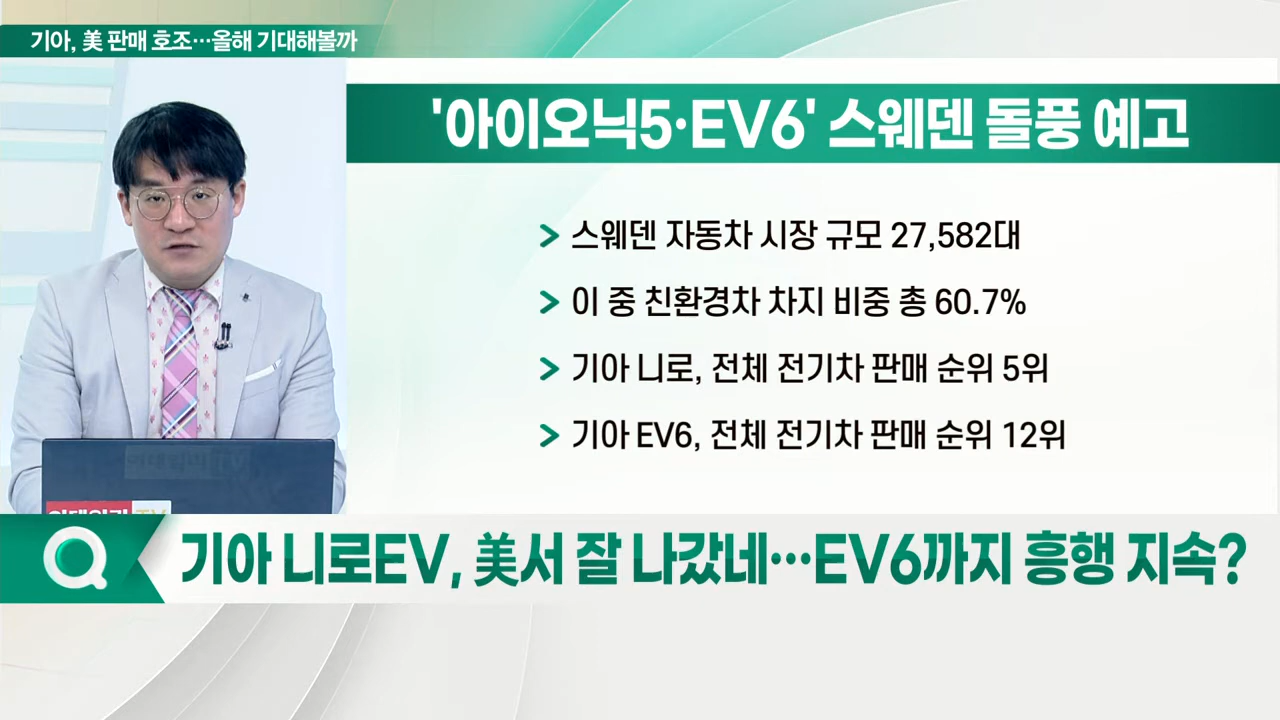 기아, 美 판매 호조…올해 기대해볼까
'아이오닉5·EV6' 스웨덴 돌풍 예고
> 스웨덴 자동차 시장 규모 27,582대
> 이 중 친환경차 차지 비중 총 60.7%
> 기아 니로, 전체 전기차 판매 순위 5위
> 기아 EV6, 전체 전기차 판매 순위 12위
기아 니로EV, 美서 잘 나갔네…EV6까지 흥행 지속?